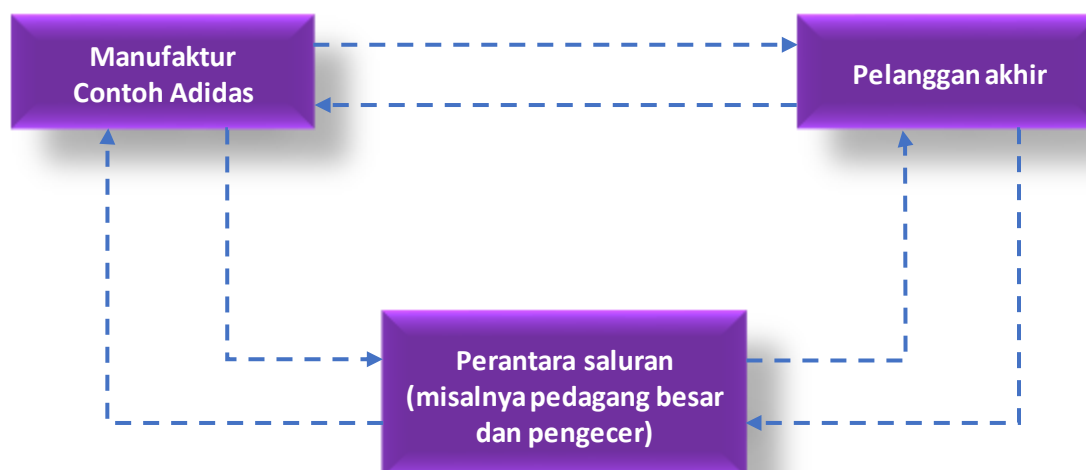 Manufaktur
Contoh Adidas
Pelanggan akhir
Perantara saluran
(misalnya pedagang besar
dan pengecer)